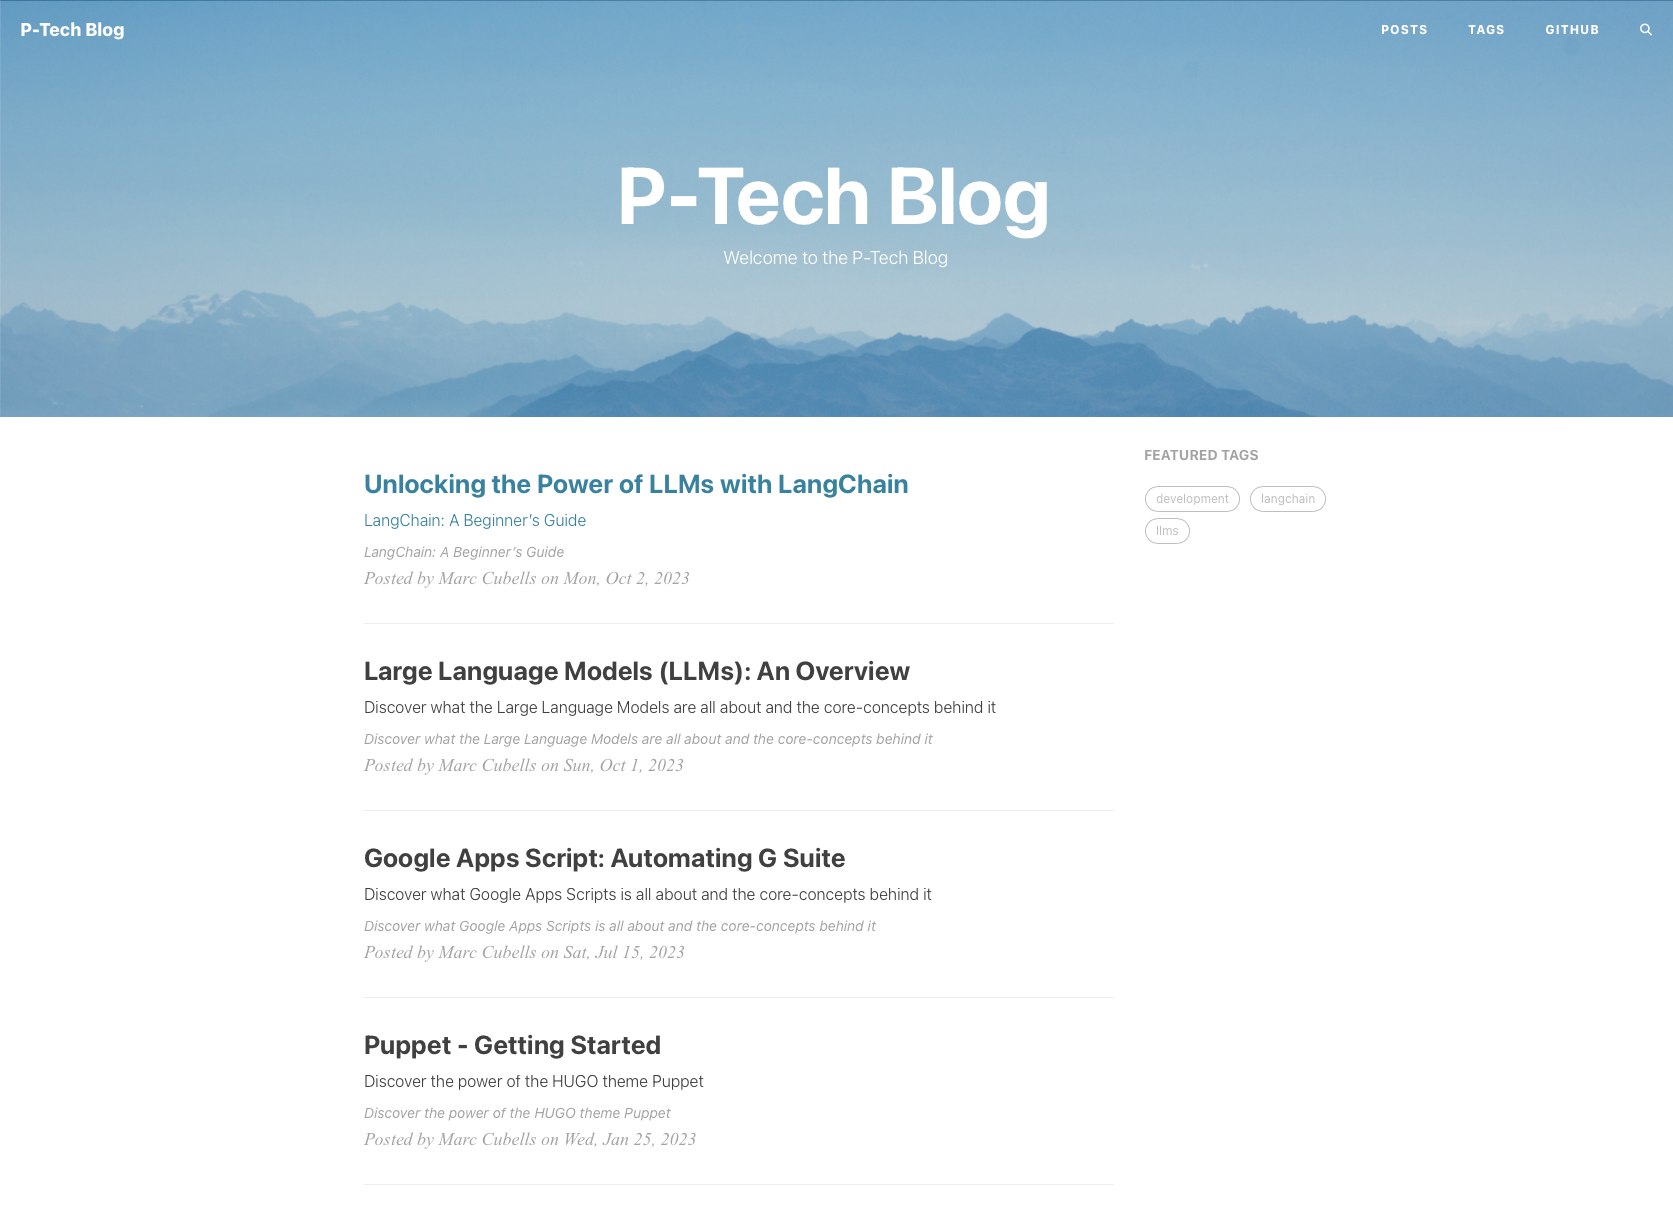 P-Tech Blog
POSTS TAGS GITHUB
P-Tech Blog
Welcome to the P-Tech Blog
Unlocking the Power of LLMs with LangChain
LangChain: A Beginner's Guide
LangChain: A Beginner's Guide
Posted by Marc Cubells on Mon, Oct 2, 2023
Large Language Models (LLMs): An Overview
Discover what the Large Language Models are all about and the core-concepts behind it
Discover what the Large Language Models are all about and the core-concepts behind it
Posted by Marc Cubells on Sun, Oct 1, 2023
Google Apps Script: Automating G Suite
Discover what Google Apps Scripts is all about and the core-concepts behind it
Discover what Google Apps Scripts is all about and the core-concepts behind it
Posted by Marc Cubells on Sat, Jul 15, 2023
Puppet - Getting Started
Discover the power of the HUGO theme Puppet
Discover the power of the HUGO theme Puppet
Posted by Marc Cubells on Wed, Jan 25, 2023
FEATURED TAGS
development langchain
llms